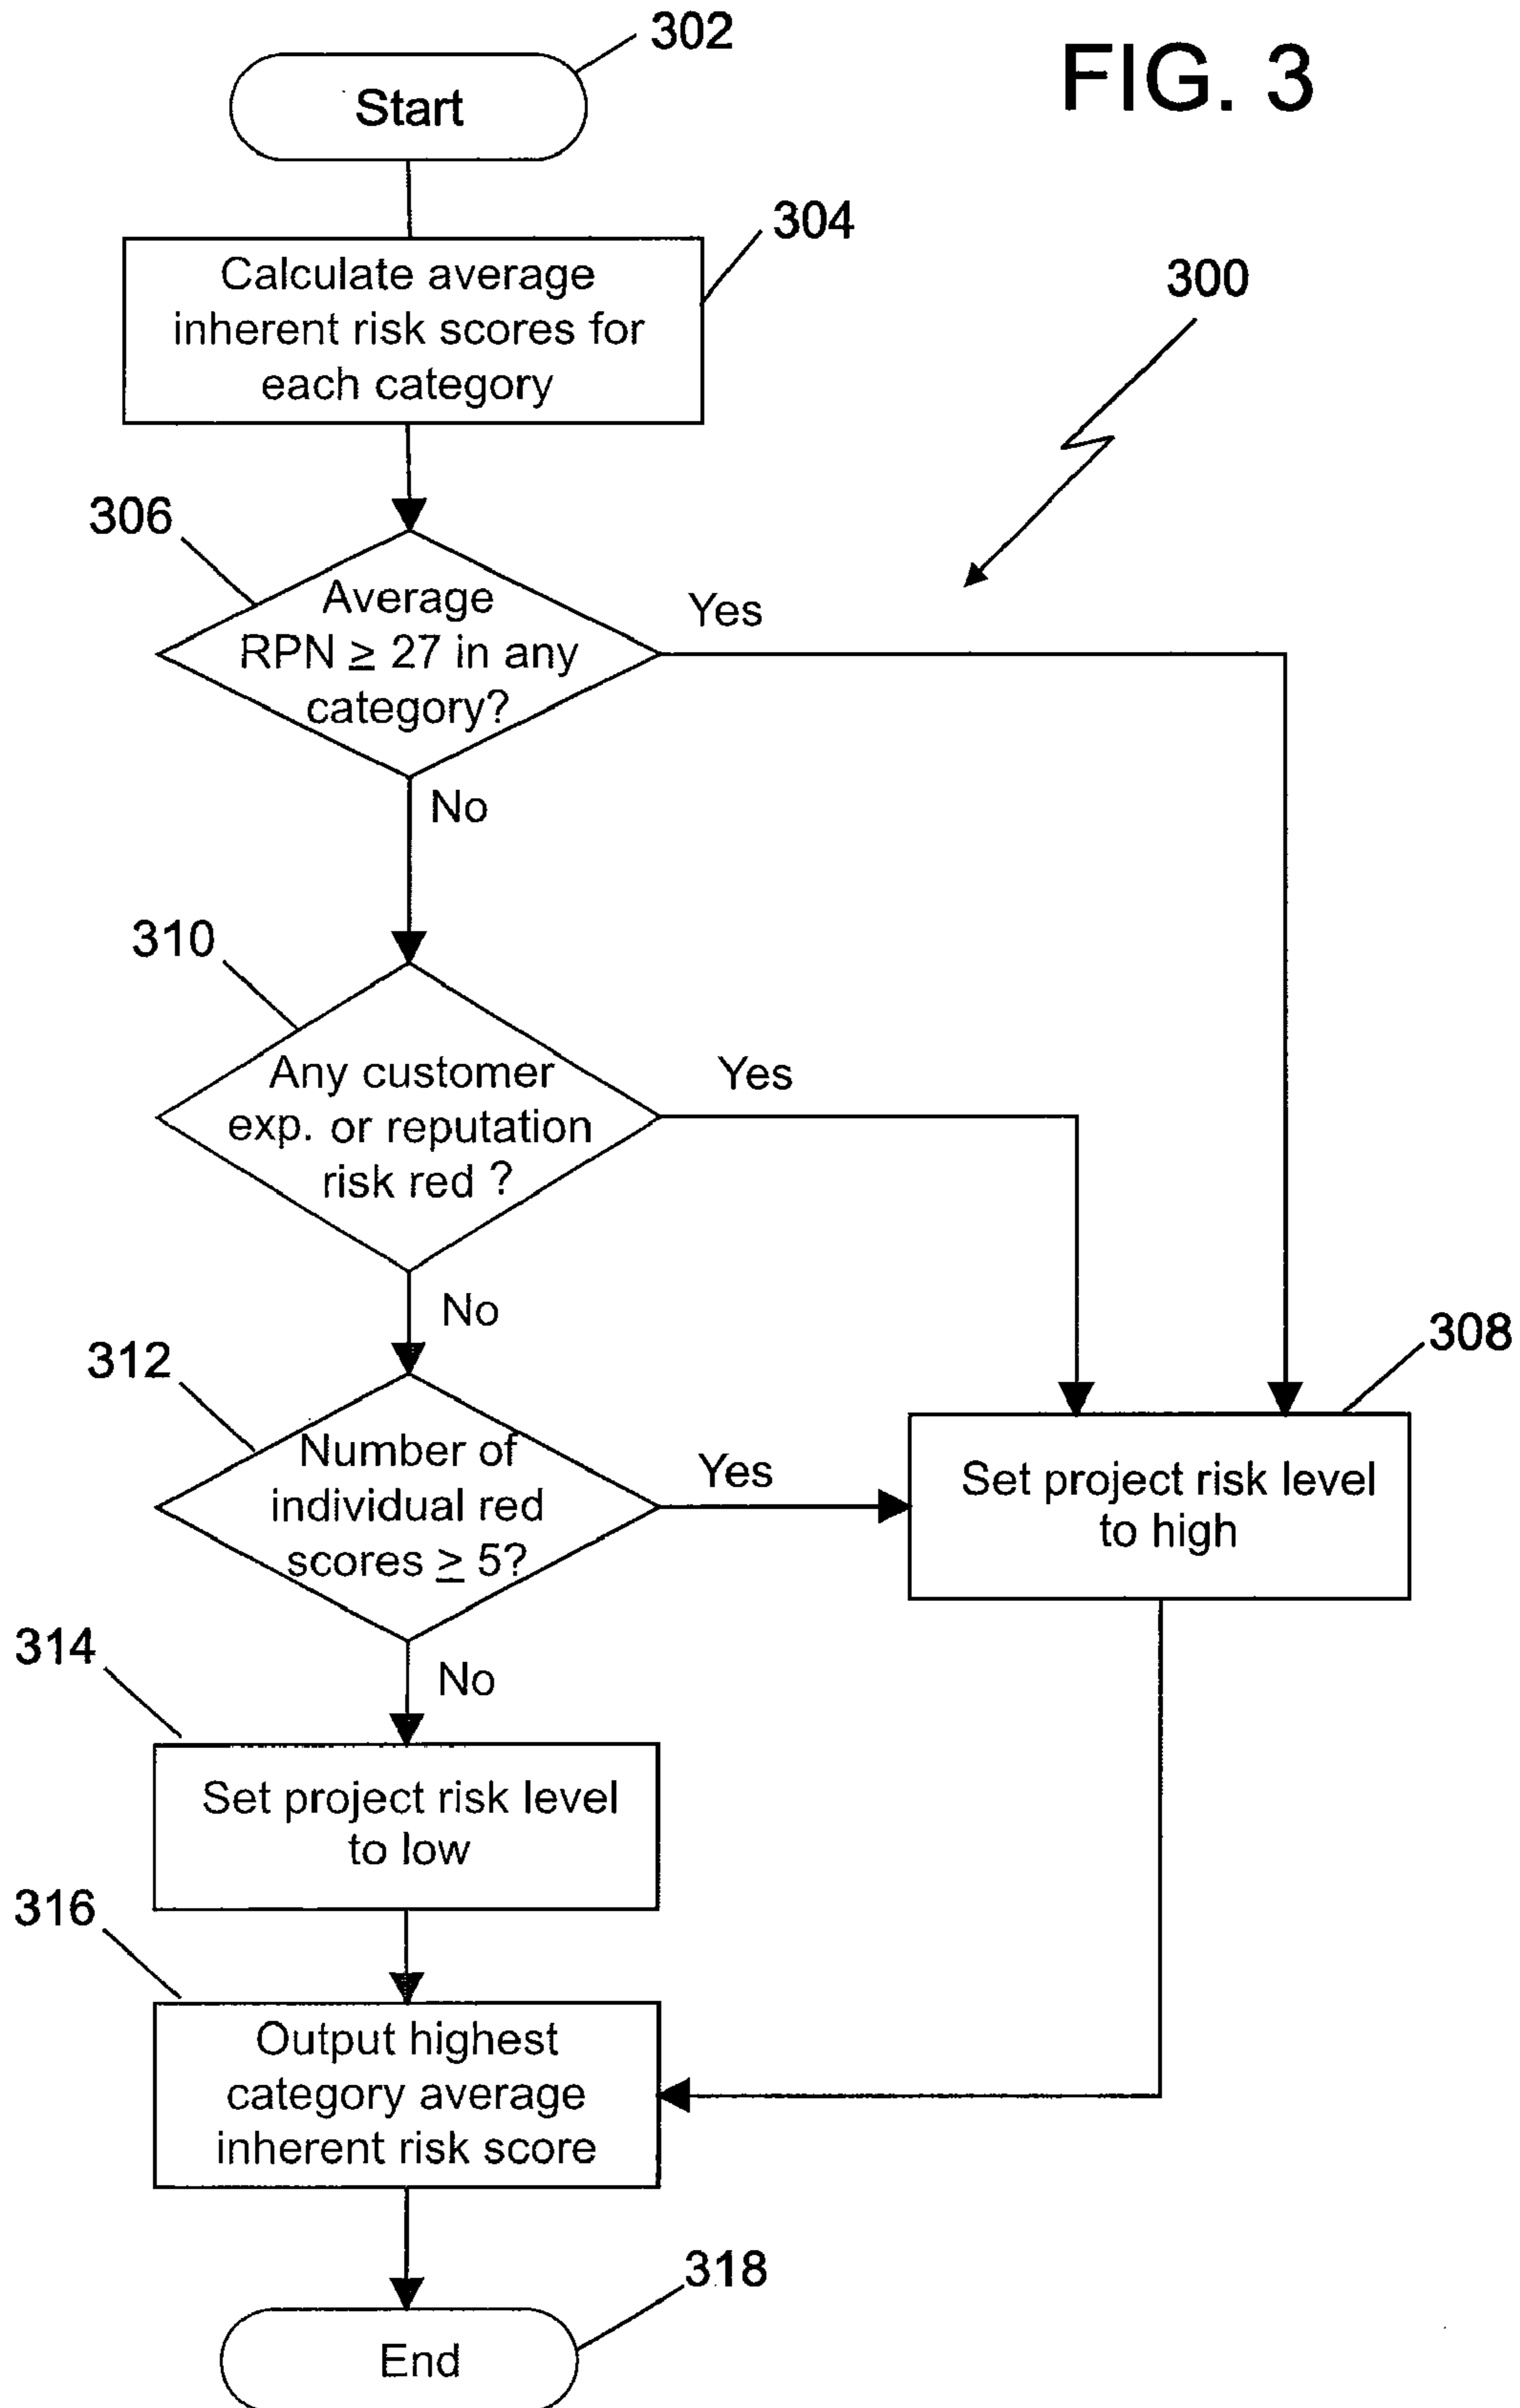 302
FIG. 3
Start
304
Calculate average
inherent risk scores for
each category
300
306
Average
RPN ≥ 27 in any
category?
Yes
No
310
Any customer
exp. or reputation
risk red ?
Yes
No
312
Number of
individual red
scores ≥ 5?
Yes
308
Set project risk level
to high
No
314
Set project risk level
to low
316
Output highest
category average
inherent risk score
318
End